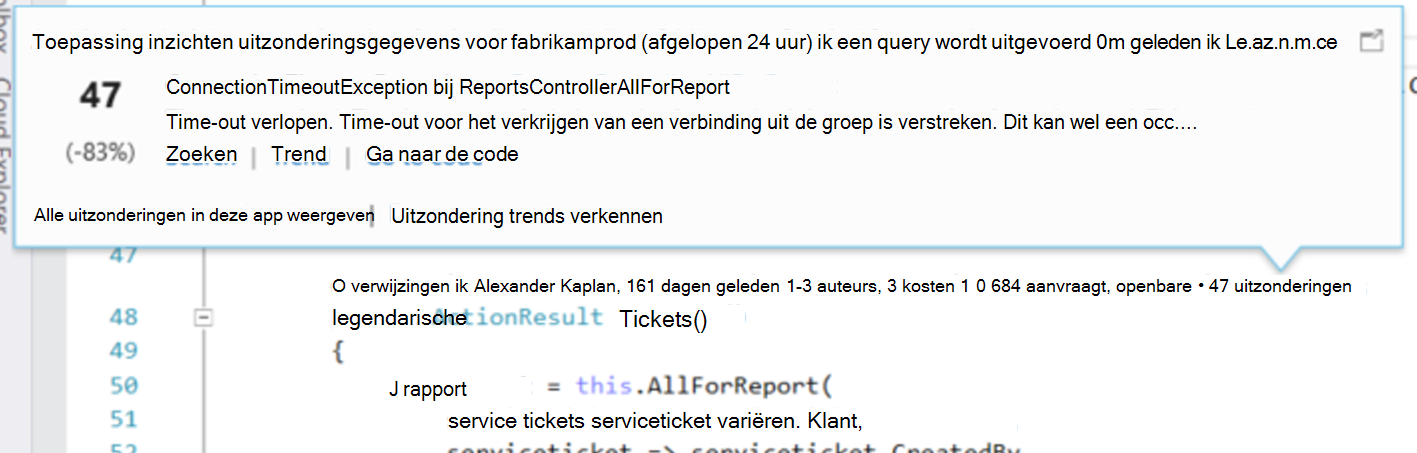 Toepassing inzichten uitzonderingsgegevens voor fabrikamprod (afgelopen 24 uur) ik een query wordt uitgevoerd 0m geleden ik Le.az.n.m.ce
47 ConnectionTimeoutException bij ReportsControllerAllForReport
Time-out verlopen. Time-out voor het verkrijgen van een verbinding uit de groep is verstreken. Dit kan wel een occ....
(-83%) Zoeken | Trend | Ga naar de code
Alle uitzonderingen in deze app weergeven | Uitzondering trends verkennen
Cloud Explorer
47
O verwijzingen ik Alexander Kaplan, 161 dagen geleden 1-3 auteurs, 3 kosten 1 0 684 aanvraagt, openbare • 47 uitzonderingen
48 legendarische ActionResult Tickets()
49 {
50 J rapport = this.AllForReport(
51 service tickets serviceticket variëren. Klant,
52 serviceticket => serviceticket.CreatedBy